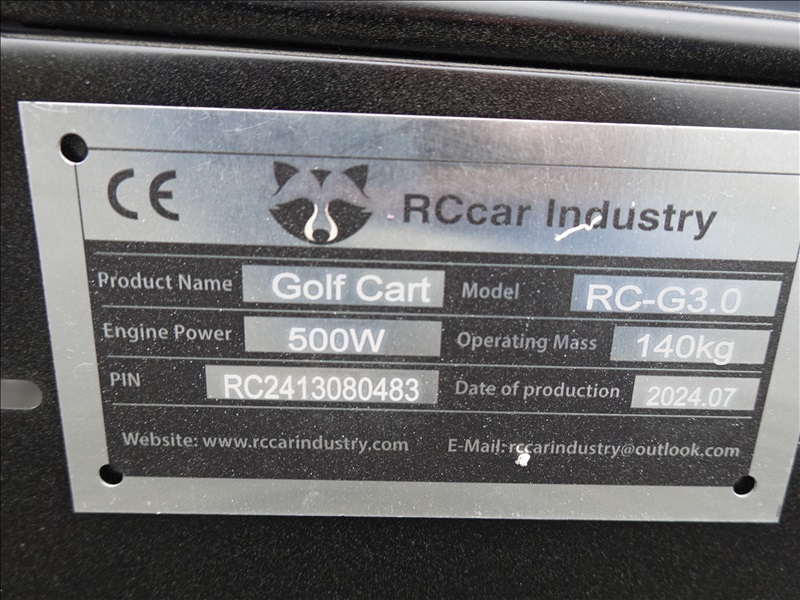 CE RCcar Industry
Product Name Golf Cart Model RC-G3.0
Engine Power 500W Operating Mass 140kg
PIN RC2413080483 Date of production 2024.07
Website: www.rccarindustry.com E-Mail: rccarindustry@outlook.com